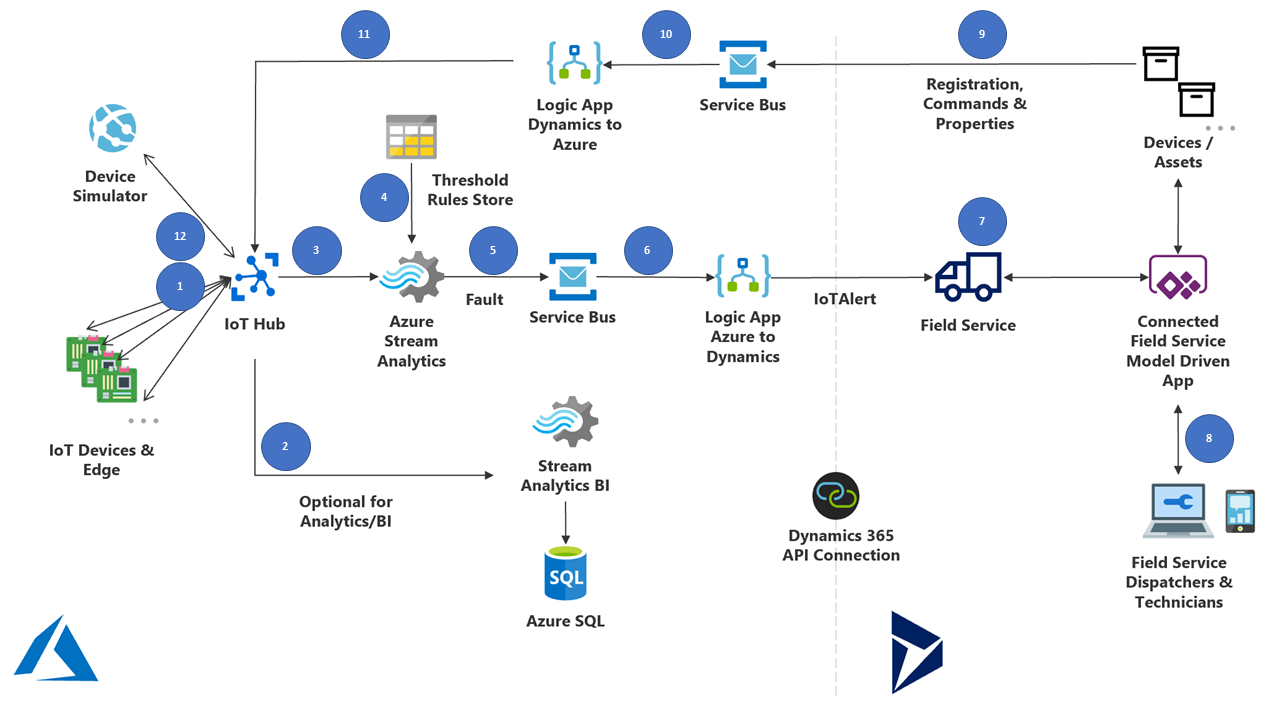 11
10
9
Logic App
Dynamics to
Azure
Service Bus
Registration,
Commands &
Properties
Devices /
Assets
Device
Simulator
Threshold
Rules Store
4
12
3
5
6
7
1
IoT Hub
Azure
Stream
Analytics
Fault
Service Bus
Logic App
Azure to
Dynamics
IoTAlert
Field Service
Connected
Field Service
Model Driven
App
IoT Devices &
Edge
2
8
Optional for
Analytics/BI
Stream
Analytics BI
SQL
Azure SQL
Dynamics 365
API Connection
Field Service
Dispatchers &
Technicians